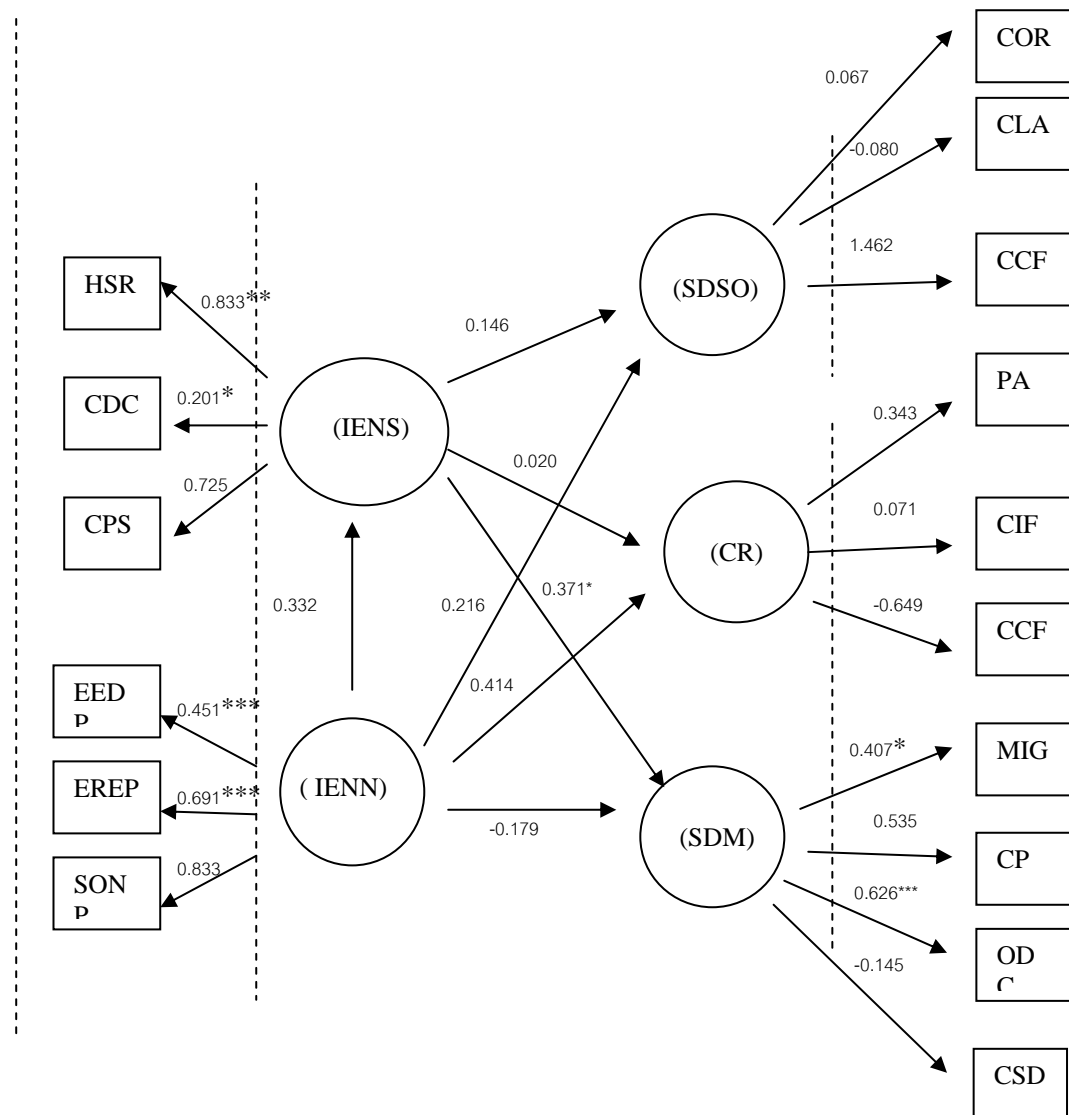 COR
0.067
CLA
-0.080
1.462
CCF
(SDSO)
HSR
0.833**
0.146
CDC
0.201*
(IENS)
PA
0.343
0.020
CPS
0.725
0.071
CIF
(CR)
0.371*
0.332
0.216
-0.649
CCF
EED
P
0.451***
0.414
0.407*
MIG
EREP
0.691***
( IENN)
-0.179
0.535
(SDM)
CP
0.833
SON
P
0.626***
OD
C
-0.145
CSD